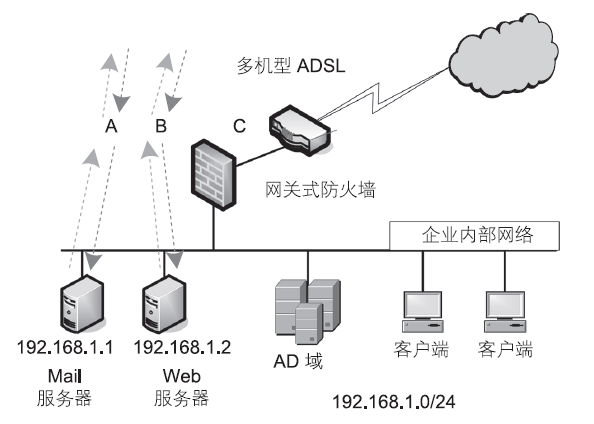 多机型 ADSL
A
B
C
网关式防火墙
企业内部网络
192.168.1.1
Mail
服务器
192.168.1.2
Web
服务器
AD 域
客户端
客户端
192.168.1.0/24